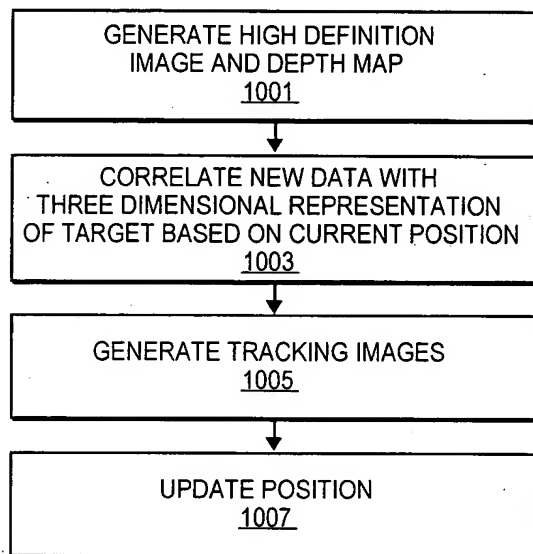 GENERATE HIGH DEFINITION
IMAGE AND DEPTH MAP
1001
CORRELATE NEW DATA WITH
THREE DIMENSIONAL REPRESENTATION
OF TARGET BASED ON CURRENT POSITION
1003
GENERATE TRACKING IMAGES
1005
UPDATE POSITION
1007